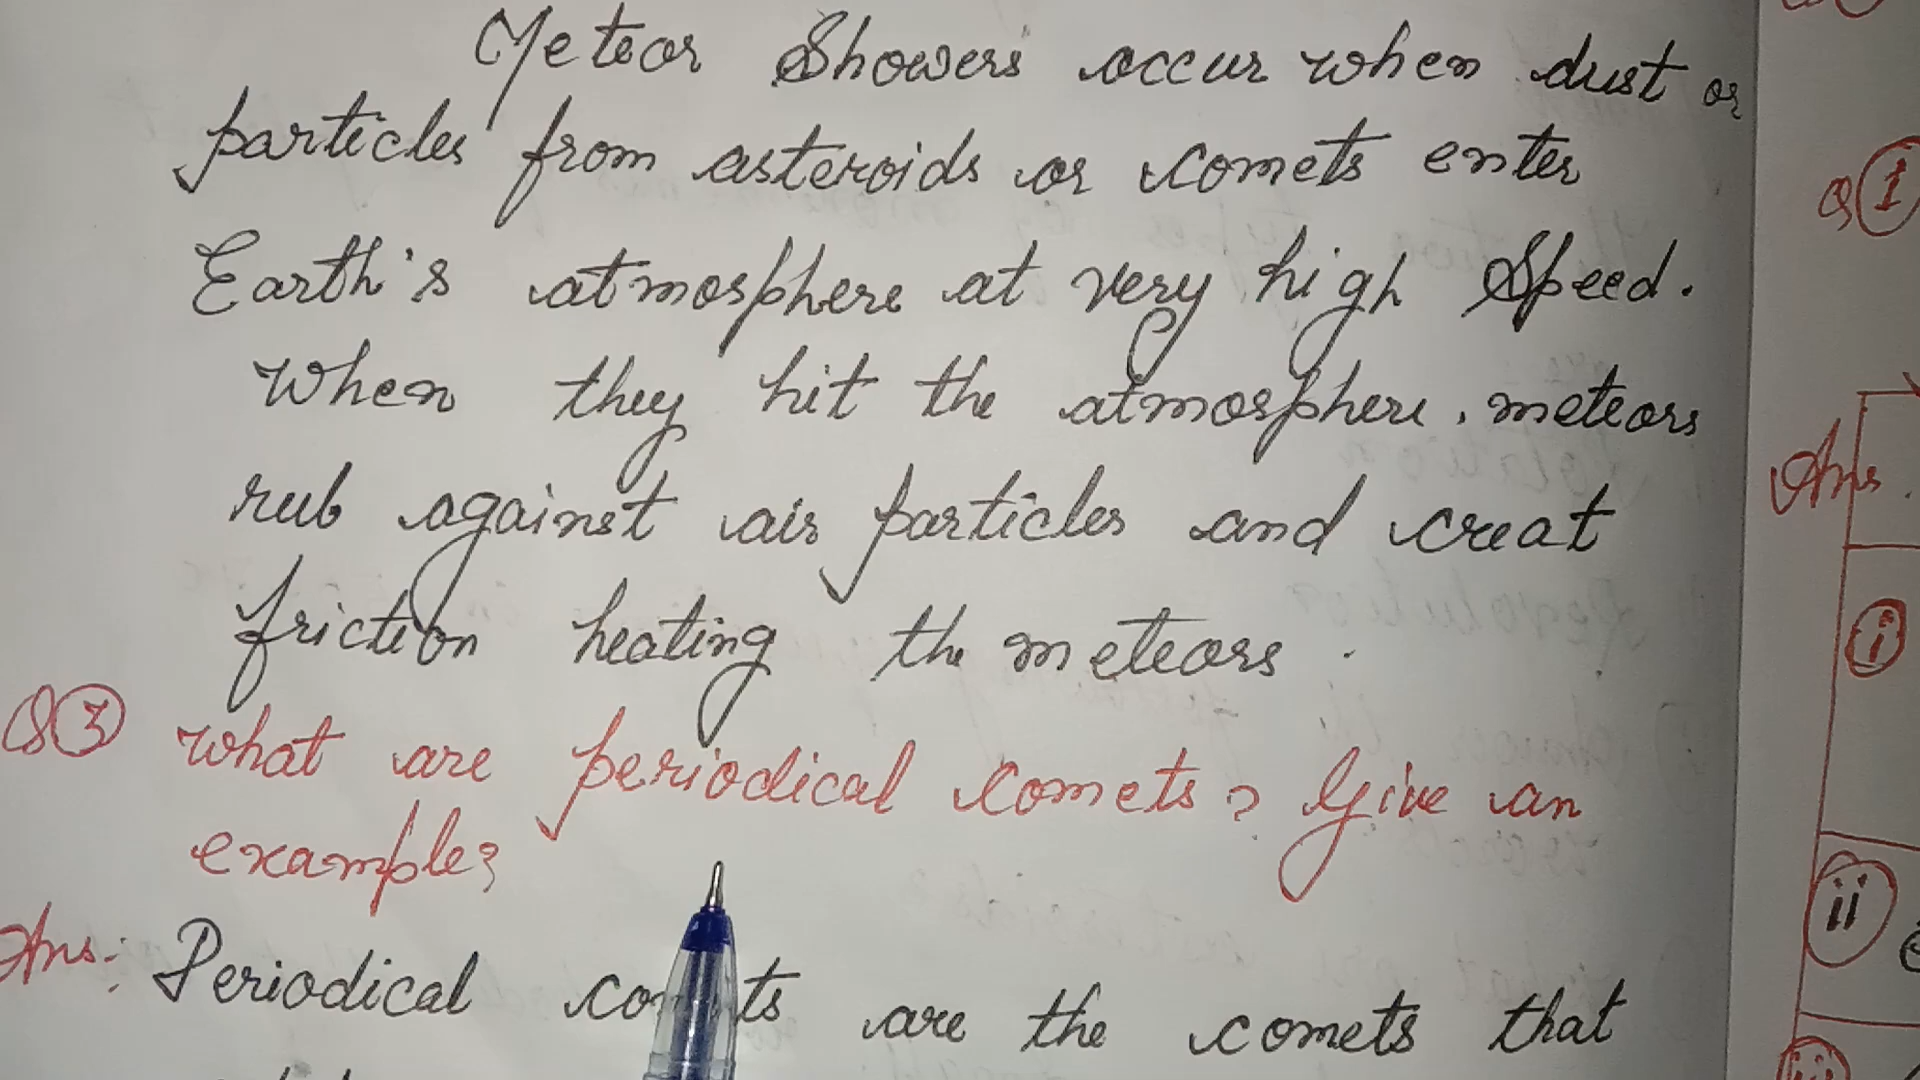 Meteor Showers occur when dust or
particles from asteroids or comets enter
Earth's atmosphere at very high Speed.
When they hit the atmosphere, meteors
rub against air particles and creat
friction heating the meteors.
Q3 What are periodical comets? Give an
example?
Ans: Periodical comets are the comets that
Q1
Ans.
i
ii